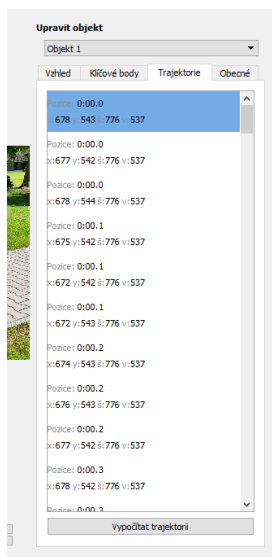 Upravit objekt
Objekt 1
Vzhled Klíčové body Trajektorie Obecné
Pozice: 0:00.0
x:678 y:543 š:776 v:537
Pozice: 0:00.0
x:677 y:542 š:776 v:537
Pozice: 0:00.0
x:678 y:544 š:776 v:537
Pozice: 0:00.1
x:675 y:542 š:776 v:537
Pozice: 0:00.1
x:672 y:542 š:776 v:537
Pozice: 0:00.1
x:672 y:543 š:776 v:537
Pozice: 0:00.2
x:674 y:543 š:776 v:537
Pozice: 0:00.2
x:676 y:543 š:776 v:537
Pozice: 0:00.2
x:677 y:542 š:776 v:537
Pozice: 0:00.3
x:678 y:542 š:776 v:537
Pozice: 0:00.3
Vypočítat trajektorii